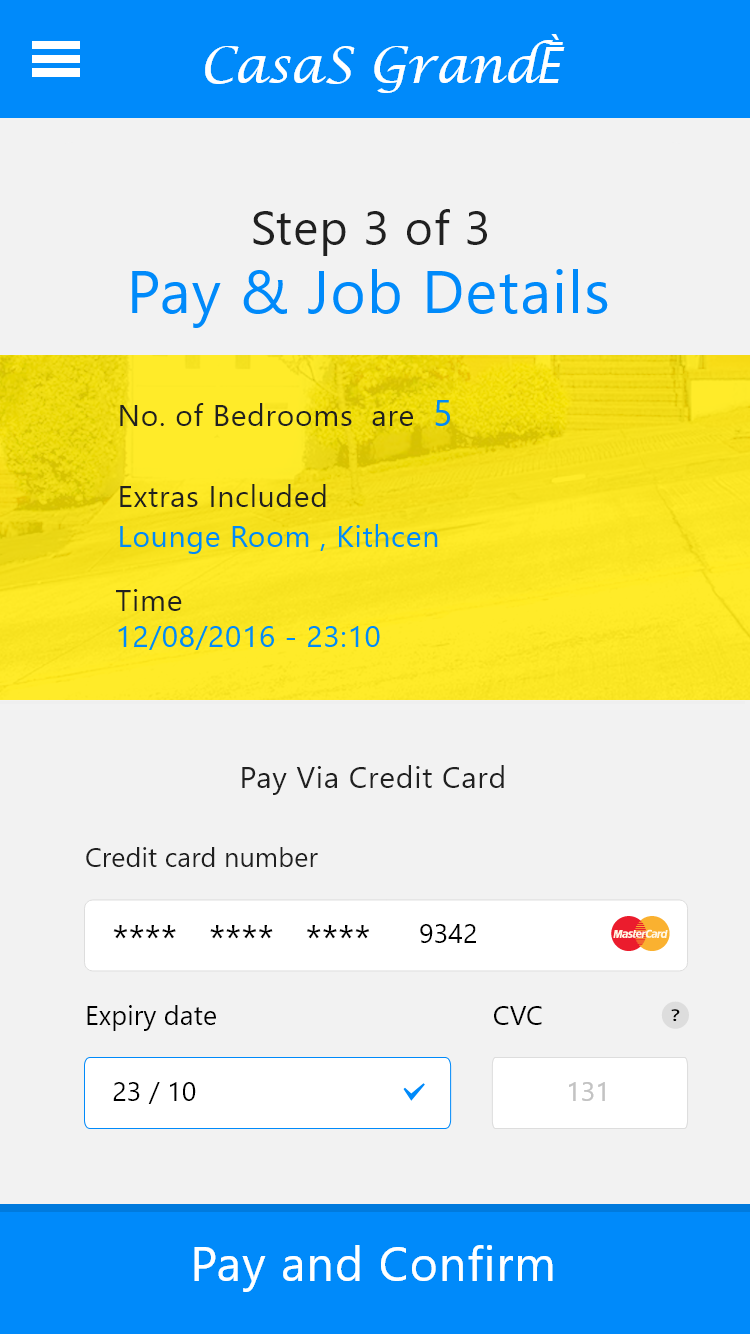 CasaS GrandÈ
Step 3 of 3
Pay & Job Details
No. of Bedrooms are 5
Extras Included
Lounge Room , Kithcen
Time
12/08/2016 - 23:10
Pay Via Credit Card
Credit card number
**** **** **** 9342 MasterCard
Expiry date CVC ?
23 / 10 131
Pay and Confirm